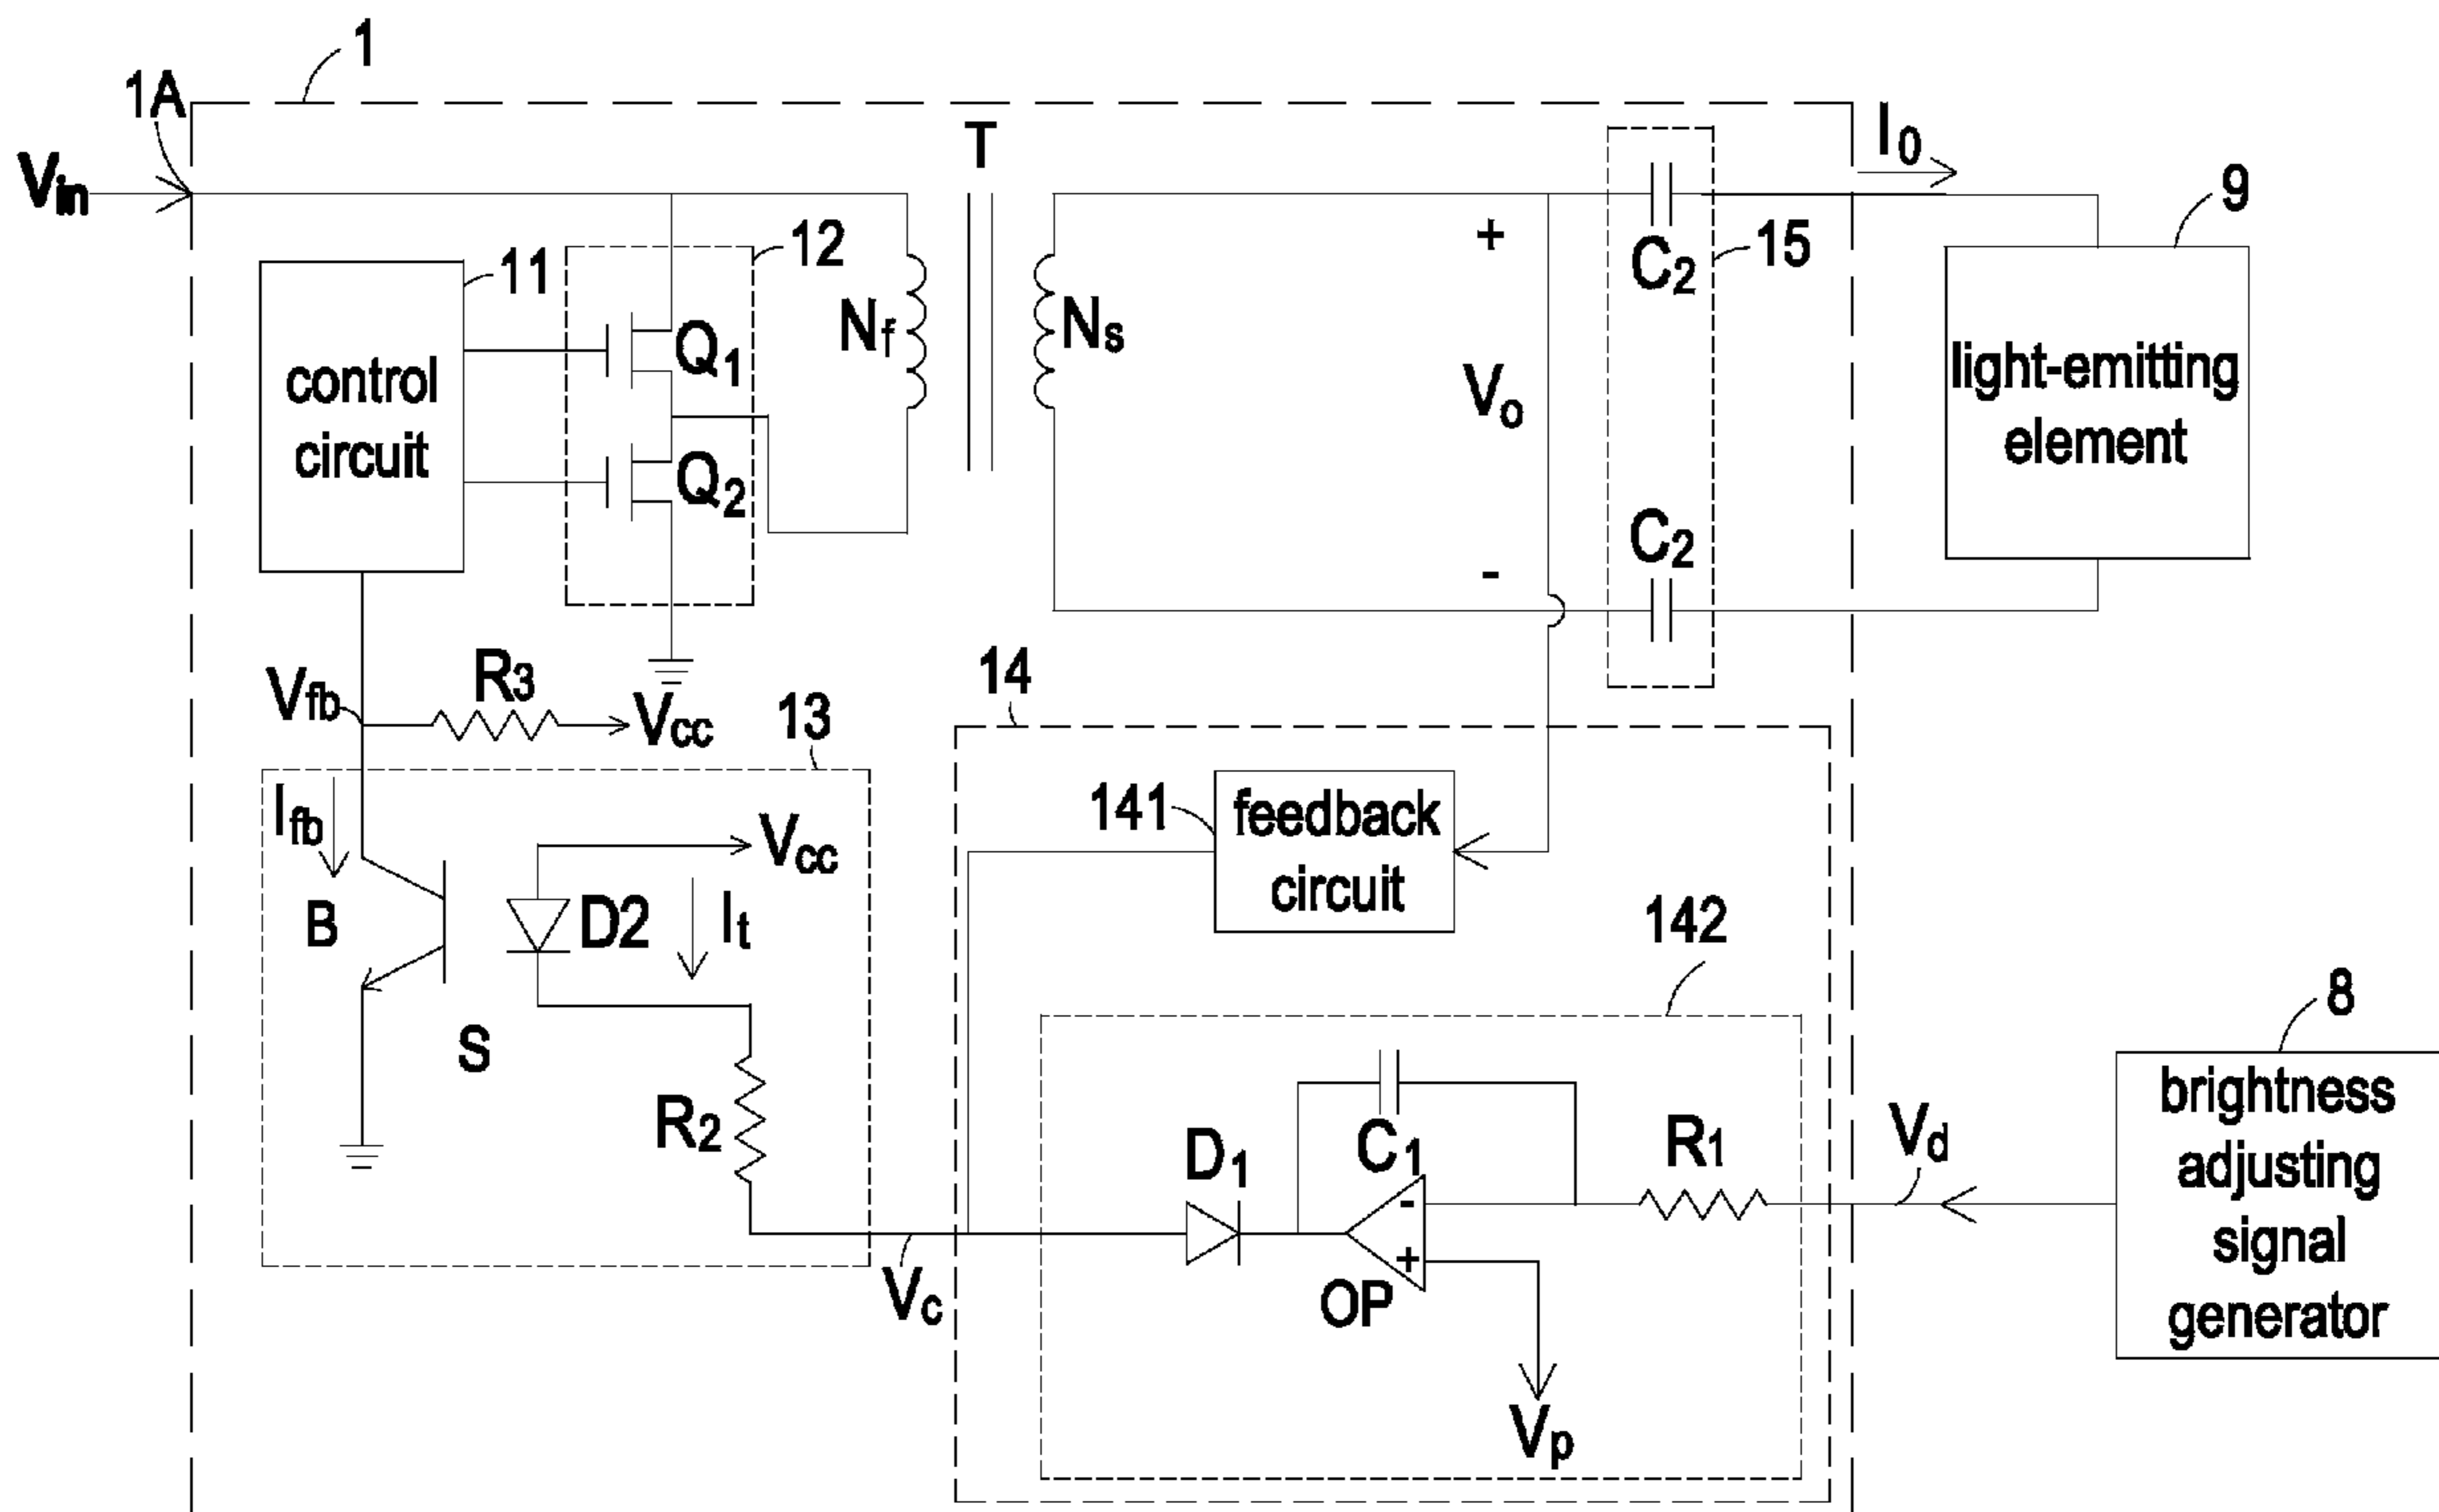 1
1A
Vin
T
I0
9
11
12
15
C2
Nf
Ns
+
Q1
control
circuit
Vo
light-emitting
element
Q2
C2
-
Vfb
R3
Vcc
14
13
Ifb
Vcc
141
feedback
circuit
B
D2
It
142
8
S
R2
D1
C1
R1
Vd
brightness
adjusting
signal
generator
-
+
Vc
OP
Vp